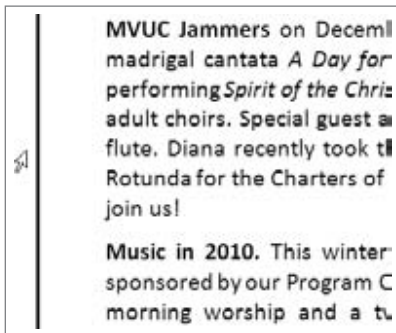 MVUC Jammers on
madrigal cantata A Day for
performing Spirit of the
adult choirs. Special guest
flute. Diana recently took
Rotunda for the Charters of
join us!
Music in 2010. This winter
sponsored by our Program
morning worship and a